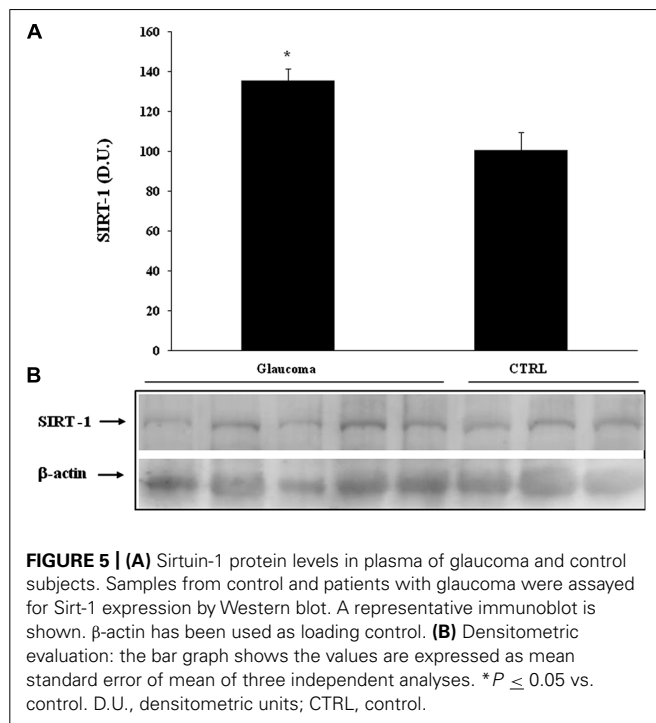 A
160
*
140
120
100
80
60
40
20
0
SIRT-1 (D.U.)
Glaucoma CTRL
B
SIRT-1
β-actin
FIGURE 5 | (A) Sirtuin-1 protein levels in plasma of glaucoma and control
subjects. Samples from control and patients with glaucoma were assayed
for Sirt-1 expression by Western blot. A representative immunoblot is
shown. β-actin has been used as loading control. (B) Densitometric
evaluation: the bar graph shows the values are expressed as mean
standard error of mean of three independent analyses. *P ≤ 0.05 vs.
control. D.U., densitometric units; CTRL, control.